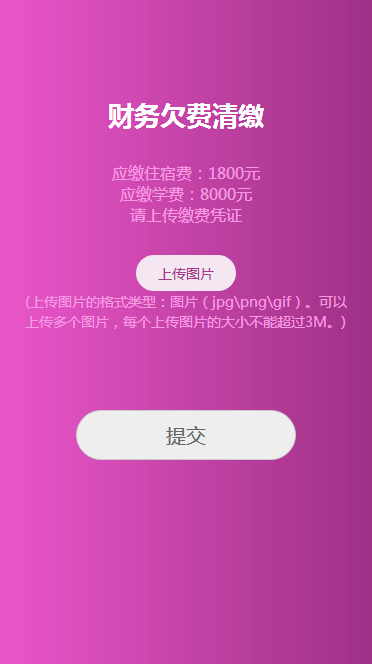 财务欠费清缴
应缴住宿费：1800元
应缴学费：8000元
请上传缴费凭证
上传图片
(上传图片的格式类型：图片（jpg\png\gif）。可以
上传多个图片，每个上传图片的大小不能超过3M。)
提交